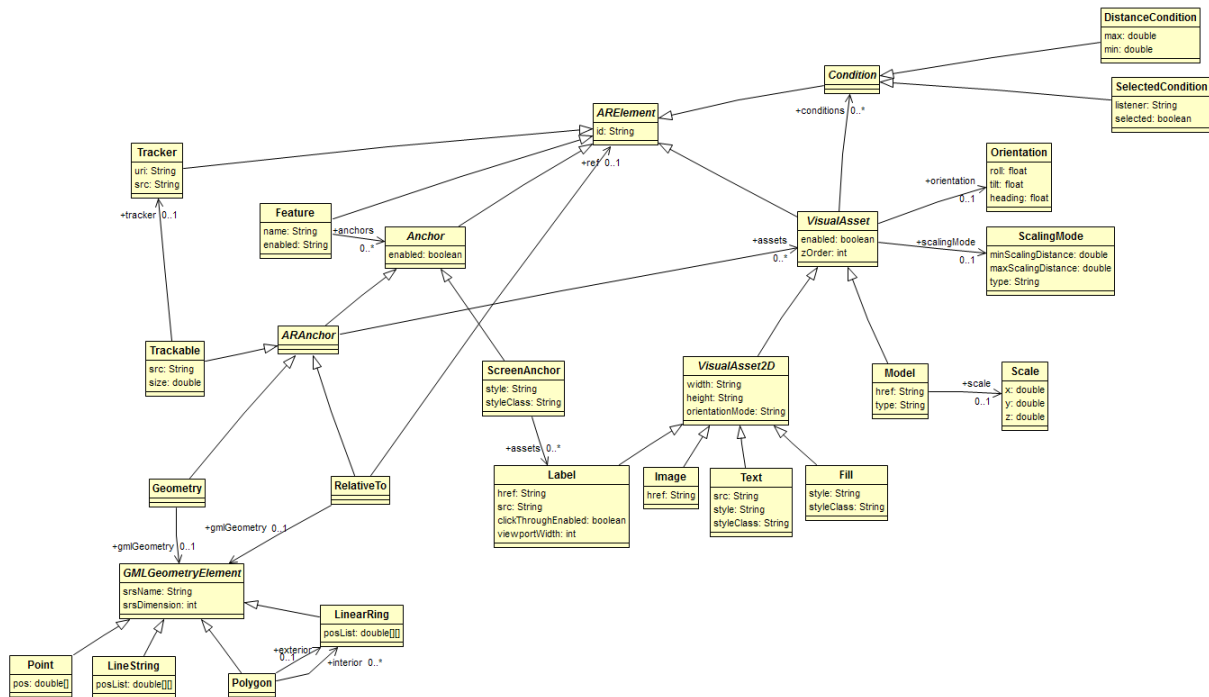 DistanceCondition
max: double
min: double
Condition
SelectedCondition
listener: String
selected: boolean
+conditions 0..*
ARElement
id: String
Tracker
uri: String
src: String
+ref 0..1
Orientation
roll: float
tilt: float
heading: float
+orientation
0..1
+tracker 0..1
Feature
name: String
enabled: String
+anchors
0..*
Anchor
enabled: boolean
VisualAsset
enabled: boolean
zOrder: int
+assets
0..*
+scalingMode
0..1
ScalingMode
minScalingDistance: double
maxScalingDistance: double
type: String
ARAnchor
Trackable
src: String
size: double
ScreenAnchor
style: String
styleClass: String
VisualAsset2D
width: String
height: String
orientationMode: String
Model
href: String
type: String
+scale
0..1
Scale
x: double
y: double
z: double
+assets 0..*
Geometry
RelativeTo
Label
href: String
src: String
clickThroughEnabled: boolean
viewportWidth: int
Image
href: String
Text
src: String
style: String
styleClass: String
Fill
style: String
styleClass: String
+gmlGeometry 0..1
+gmlGeometry 0..1
GMLGeometryElement
srsName: String
srsDimension: int
LinearRing
posList: double[][]
+exterior
0..1
+interior 0..*
Point
pos: double[]
LineString
posList: double[][]
Polygon